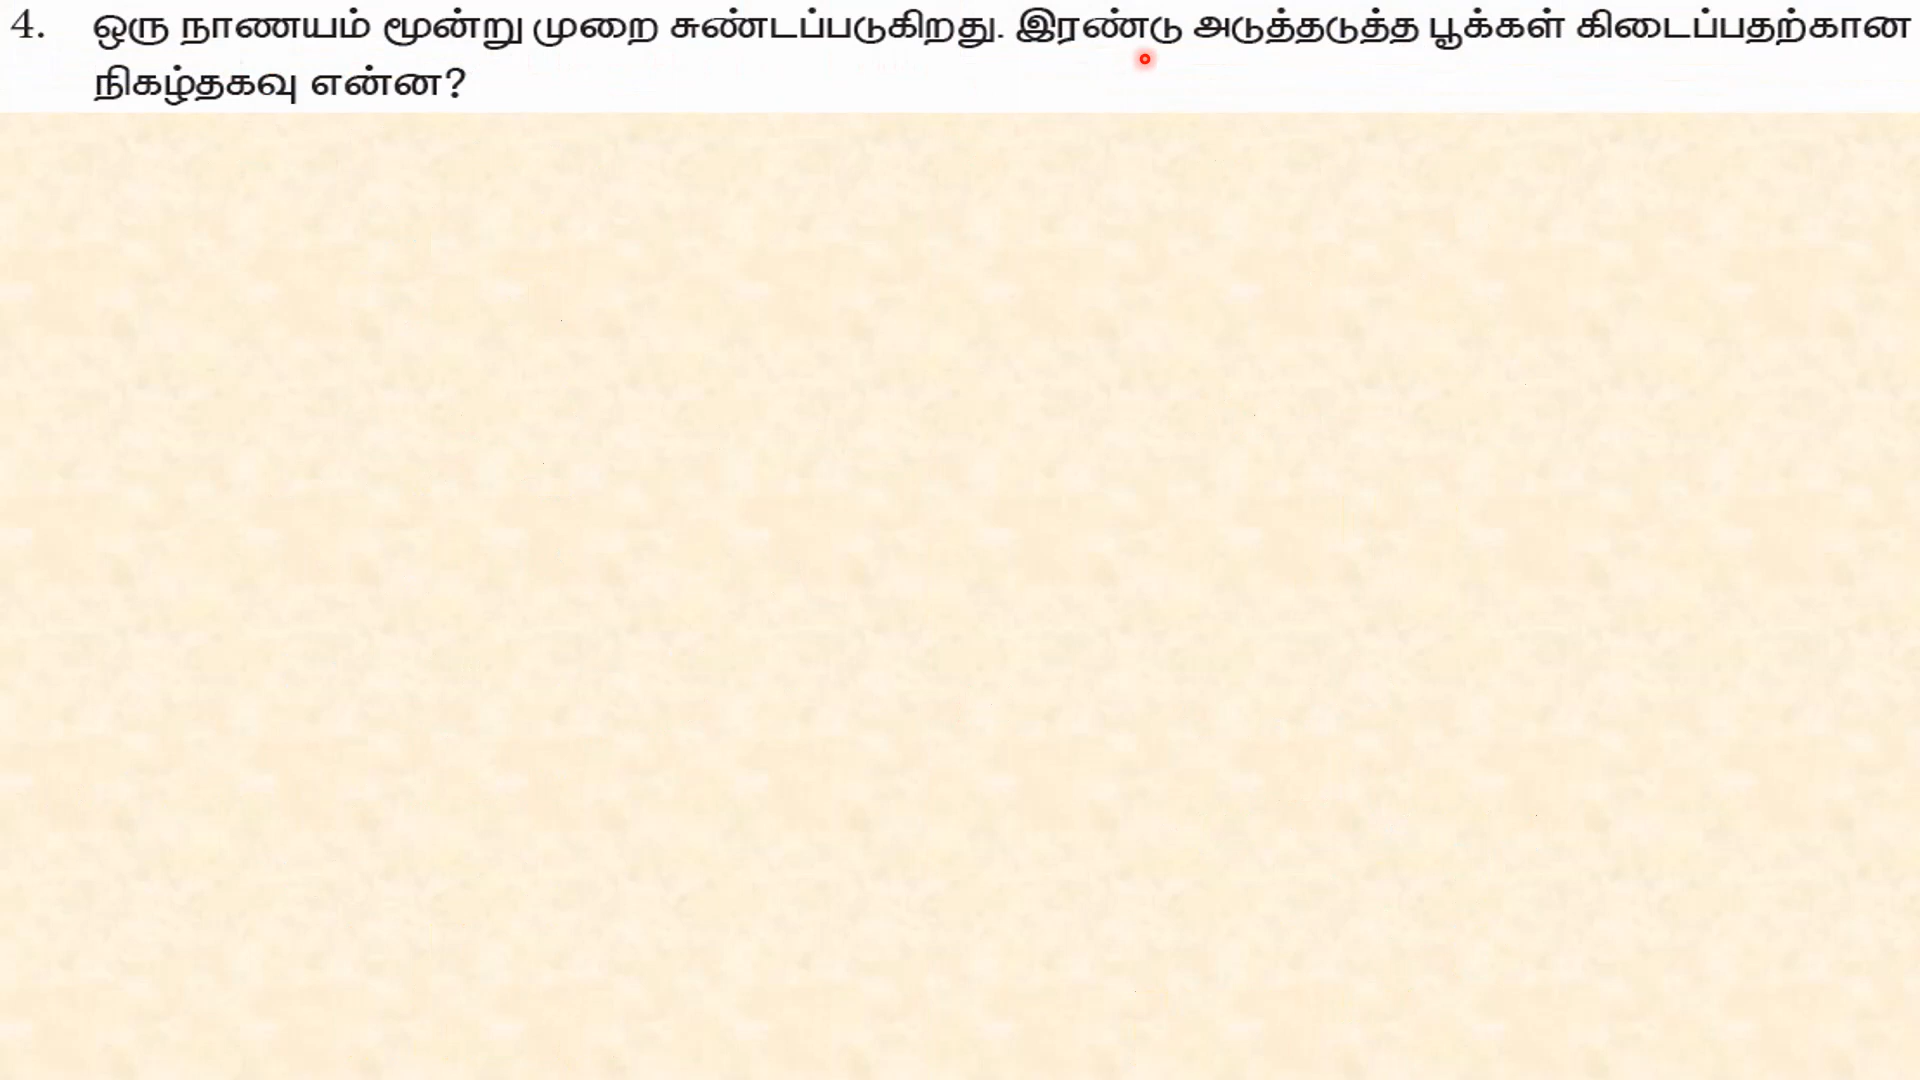 4. ஒரு நாணயம் மூன்று முறை சுண்டப்படுகிறது. இரண்டு அடுத்தடுத்த பூக்கள் கிடைப்பதற்கான
நிகழ்தகவு என்ன?